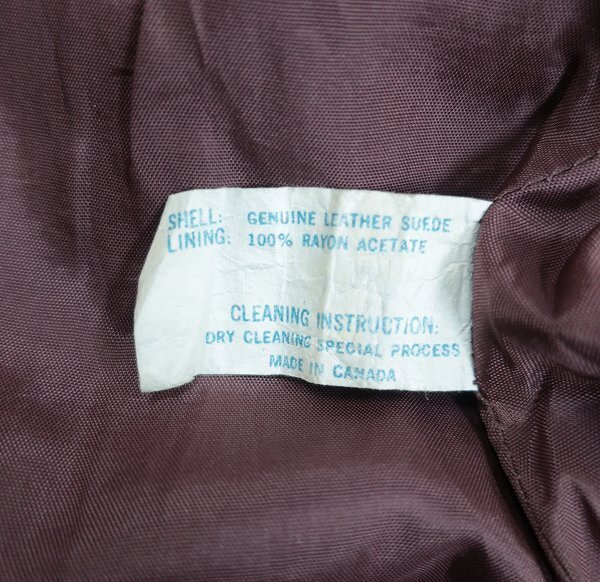 SHELL: GENUINE LEATHER SUEDE
LINING: 100% RAYON ACETATE
CLEANING INSTRUCTION:
DRY CLEANING SPECIAL PROCESS
MADE IN CANADA